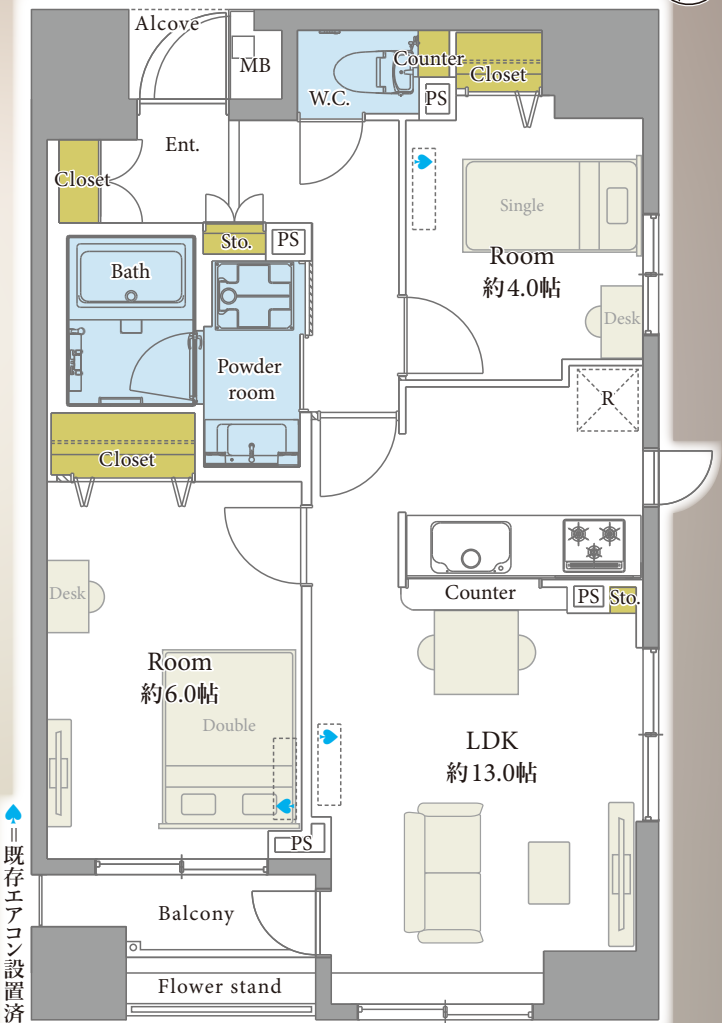 Alcove
MB
W.C.
Counter
PS
Closet
Ent.
Closet
Sto.
PS
Single
Room
約4.0帖
Desk
Bath
Powder
room
R
Closet
Counter
PS
Sto.
Desk
Room
約6.0帖
Double
LDK
約13.0帖
PS
Balcony
Flower stand
♠=既存エアコン設置済